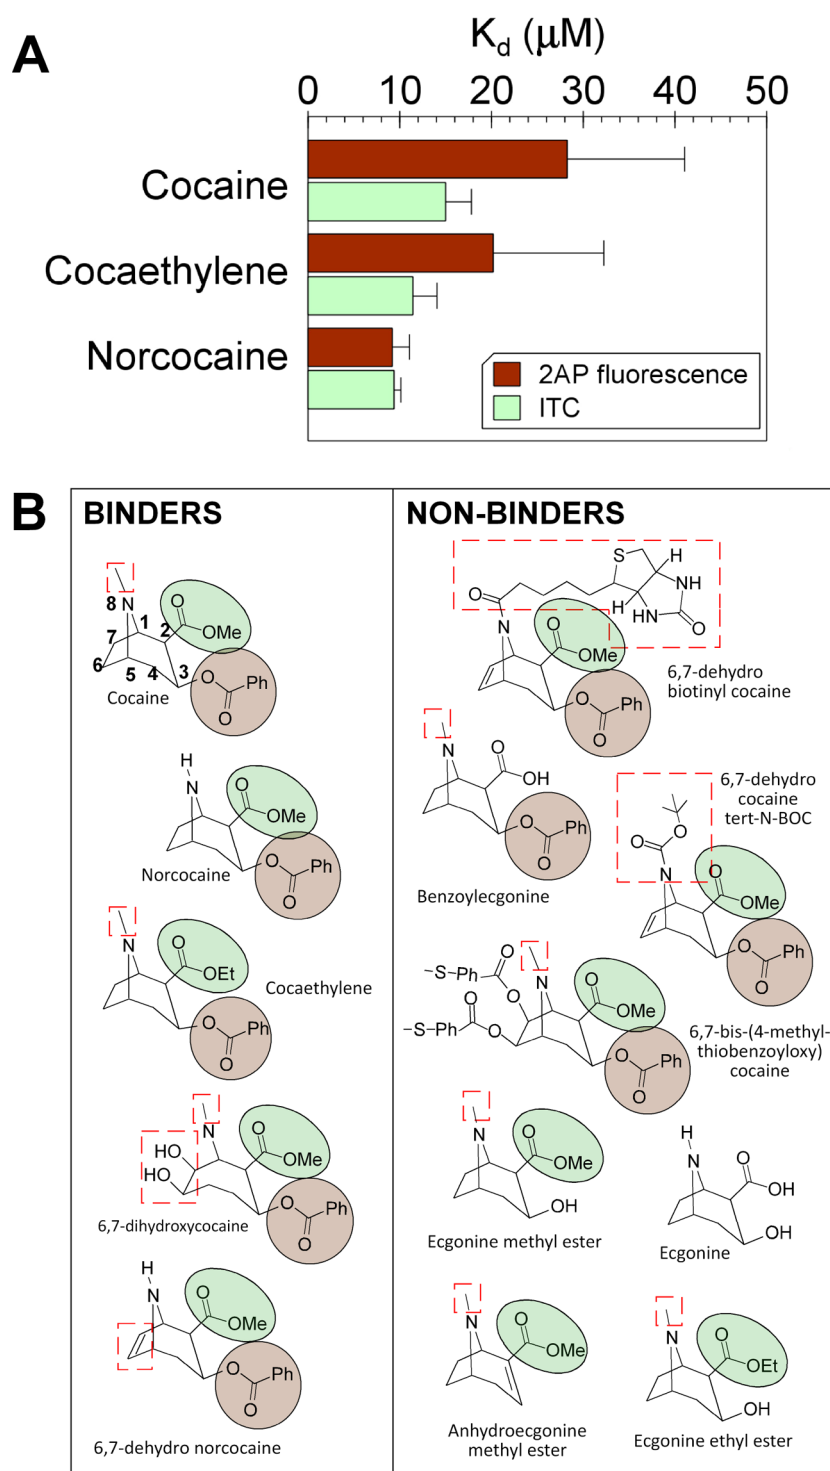 A
K_d (μM)
0 10 20 30 40 50
Cocaine
Cocaethylene
Norcocaine
2AP fluorescence
ITC
B
BINDERS
N
8
1
2
3
4
5
6
7
O
OMe
O
Ph
O
Cocaine
H
N
O
OMe
O
Ph
O
Norcocaine
N
O
OEt
O
Ph
O
Cocaethylene
N
HO
HO
O
OMe
O
Ph
O
6,7-dihydroxycocaine
H
N
O
OMe
O
Ph
O
6,7-dehydro norcocaine
NON-BINDERS
S
H
NH
H
HN
O
O
N
O
OMe
O
Ph
O
6,7-dehydro
biotinyl cocaine
N
O
OH
O
Ph
O
Benzoylecgonine
6,7-dehydro
cocaine
tert-N-BOC
O
O
N
O
OMe
O
Ph
O
O
S Ph
O
O
S Ph
O
N
O
OMe
O
Ph
O
6,7-bis-(4-methyl-
thiobenzoyloxy)
cocaine
N
O
OMe
OH
Ecgonine methyl ester
H
N
O
OH
OH
Ecgonine
N
O
OMe
Anhydroecgonine
methyl ester
N
O
OEt
OH
Ecgonine ethyl ester